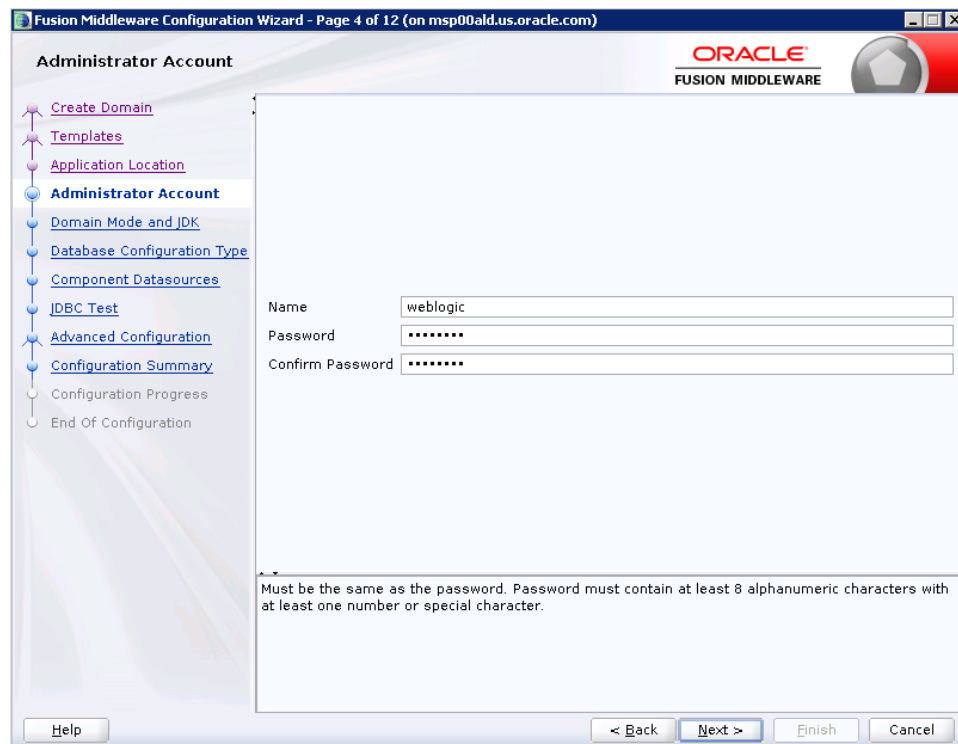 Fusion Middleware Configuration Wizard - Page 4 of 12 (on msp00ald.us.oracle.com)
Administrator Account
ORACLE
FUSION MIDDLEWARE
Create Domain
Templates
Application Location
Administrator Account
Domain Mode and JDK
Database Configuration Type
Component Datasources
JDBC Test
Advanced Configuration
Configuration Summary
Configuration Progress
End Of Configuration
Name weblogic
Password ••••••••
Confirm Password ••••••••
Must be the same as the password. Password must contain at least 8 alphanumeric characters with
at least one number or special character.
Help < Back Next > Finish Cancel